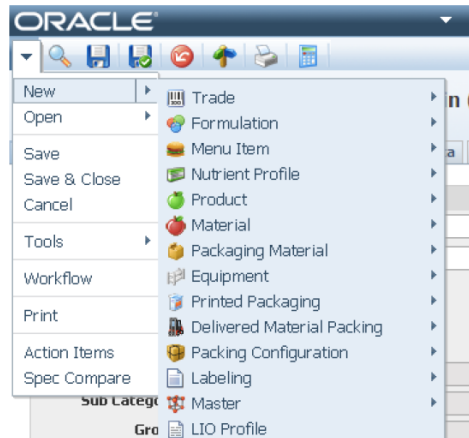 ORACLE
New
Open
Save
Save & Close
Cancel
Tools
Workflow
Print
Action Items
Spec Compare
Trade
Formulation
Menu Item
Nutrient Profile
Product
Material
Packaging Material
Equipment
Printed Packaging
Delivered Material Packing
Packing Configuration
Labeling
Master
LIO Profile
in
a
Sub Catego
Gro